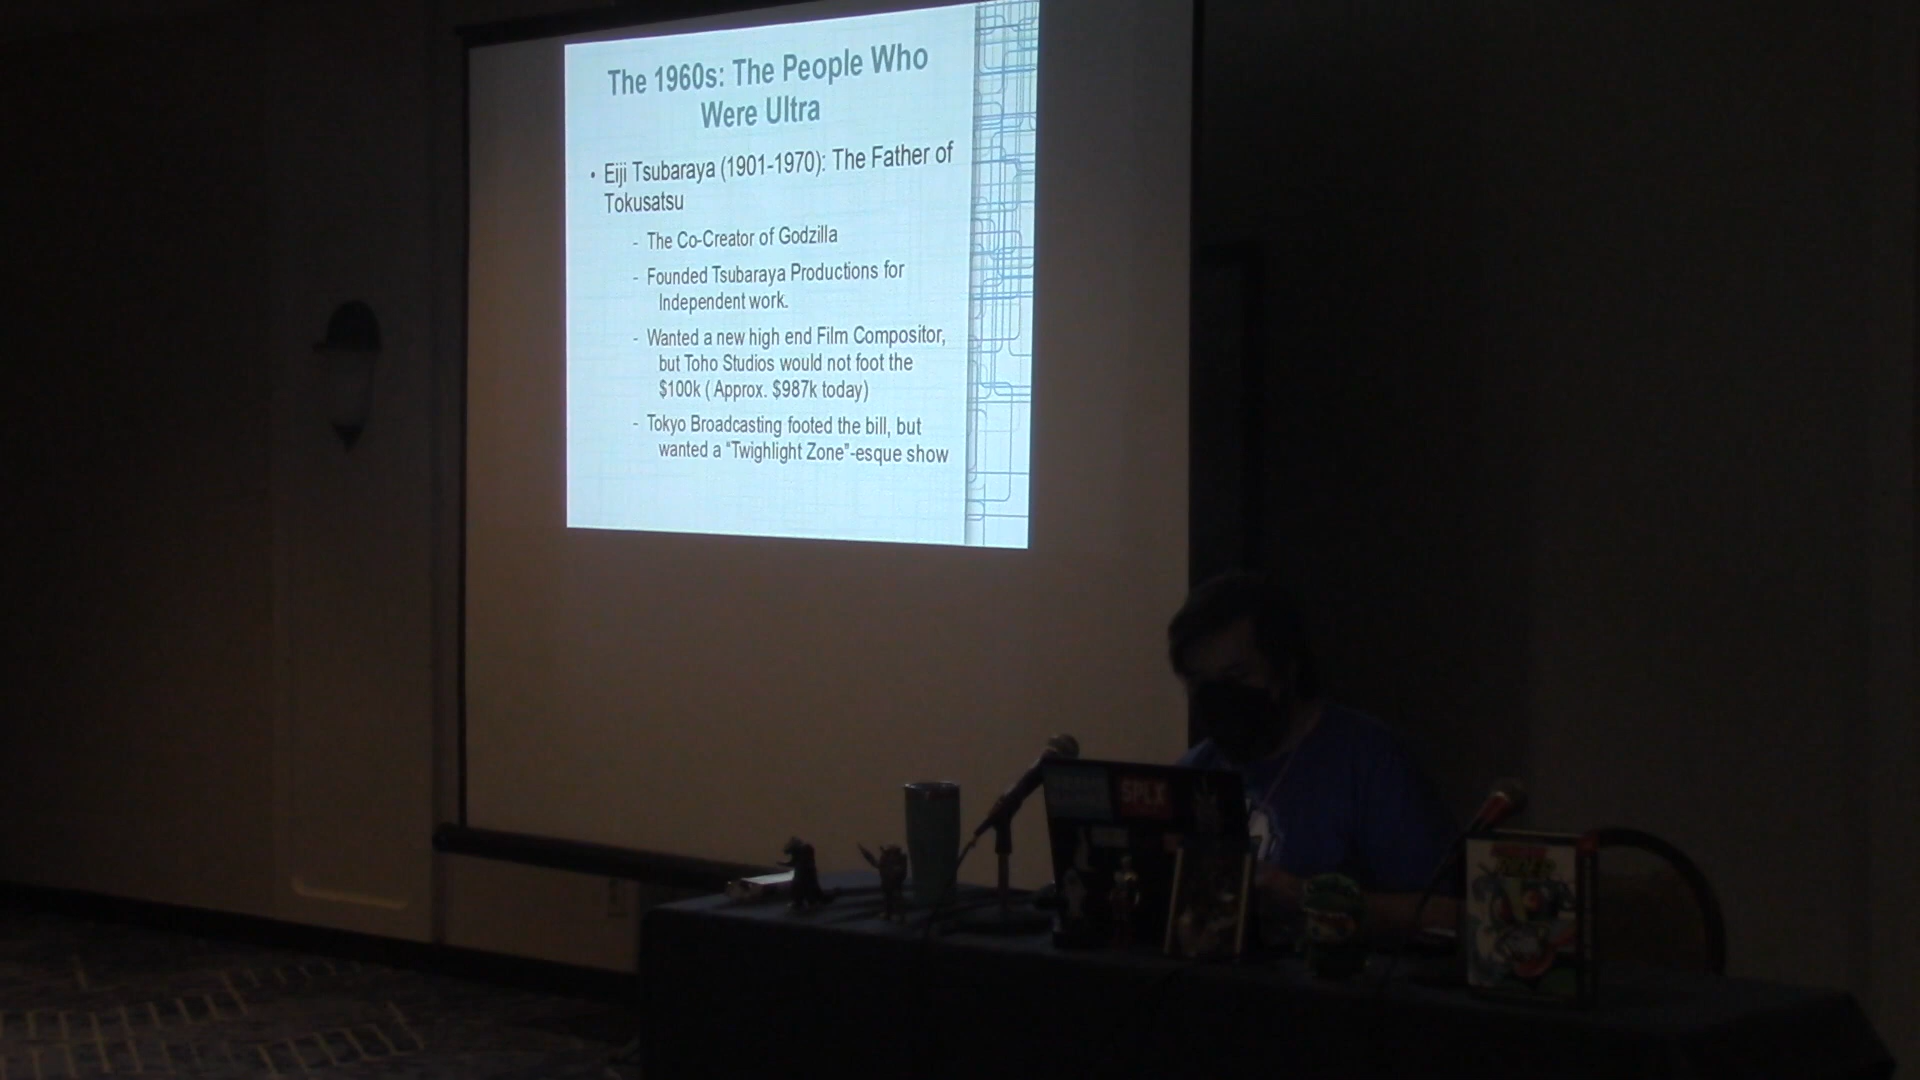 The 1960s: The People Who
Were Ultra
• Eiji Tsubaraya (1901-1970): The Father of
Tokusatsu
- The Co-Creator of Godzilla
- Founded Tsubaraya Productions for
Independent work.
- Wanted a new high end Film Compositor,
but Toho Studios would not foot the
$100k ( Approx. $987k today)
- Tokyo Broadcasting footed the bill, but
wanted a "Twighlight Zone"-esque show
SPLX